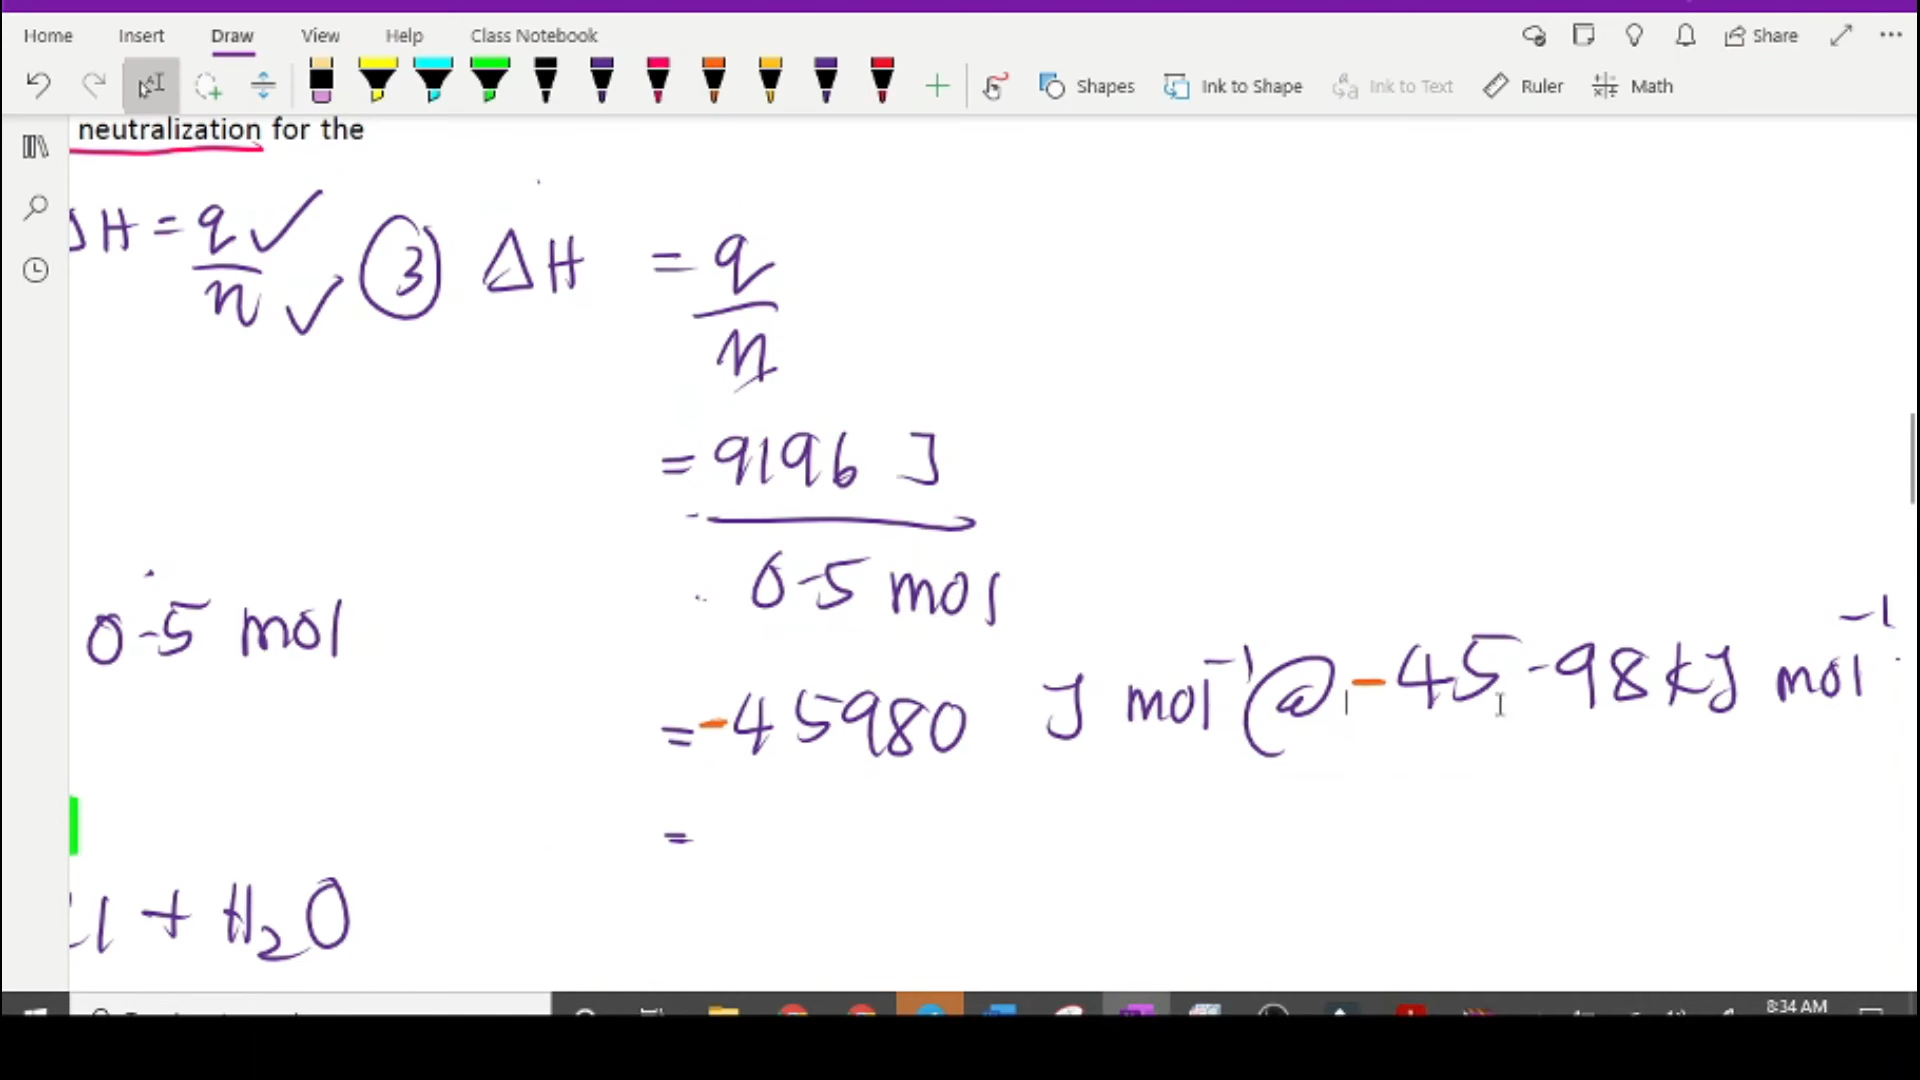 Home Insert Draw View Help Class Notebook Share
Shapes Ink to Shape Ink to Text Ruler Math
neutralization for the
ΔH = q ✓
n ✓
③ ΔH = q
n
= 9196 J
0.5 mol
0.5 mol
= -45980 J mol⁻¹ @ -45.98 kJ mol⁻¹
=
+ H₂O
8:34 AM